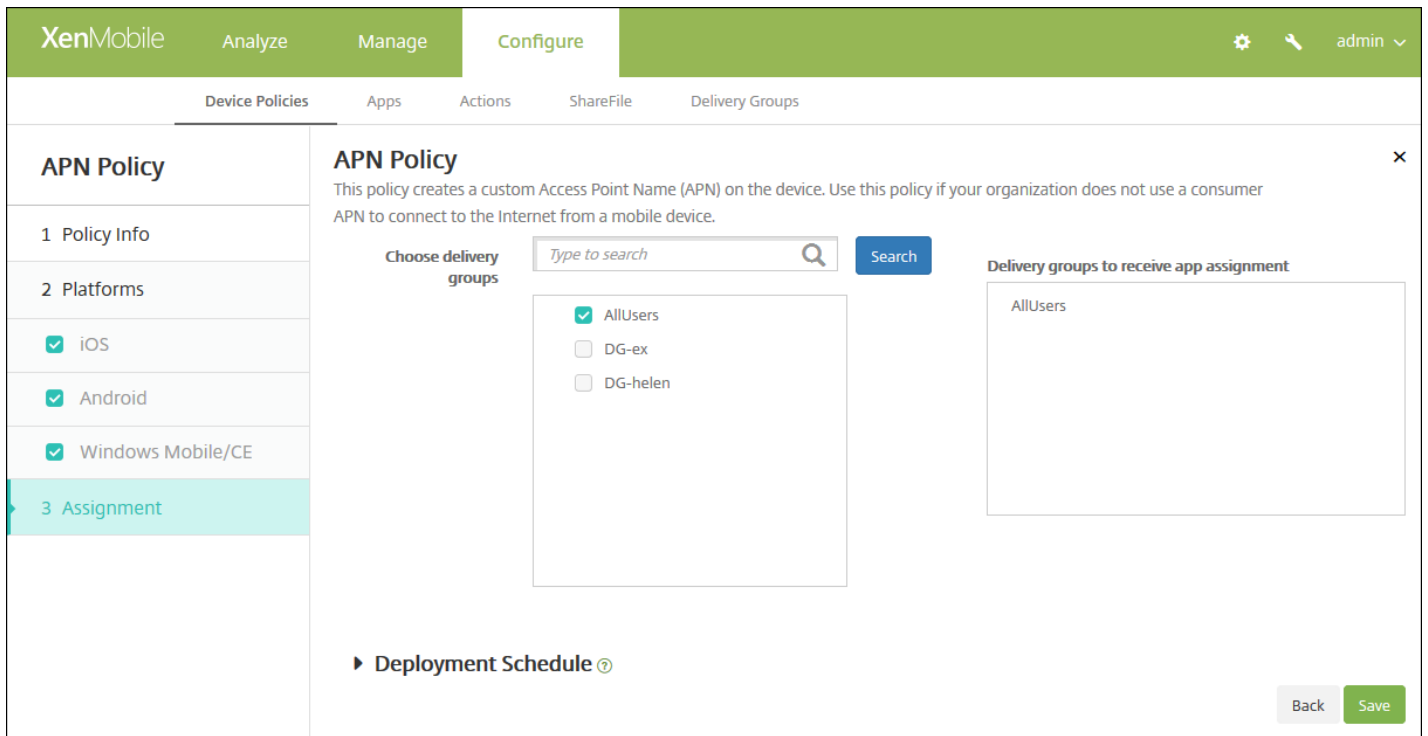 XenMobile Analyze Manage Configure admin
Device Policies Apps Actions ShareFile Delivery Groups
APN Policy
1 Policy Info
2 Platforms
iOS
Android
Windows Mobile/CE
3 Assignment
APN Policy
This policy creates a custom Access Point Name (APN) on the device. Use this policy if your organization does not use a consumer
APN to connect to the Internet from a mobile device.
Choose delivery
groups
Type to search
Search
AllUsers
DG-ex
DG-helen
Delivery groups to receive app assignment
AllUsers
Deployment Schedule ?
Back Save